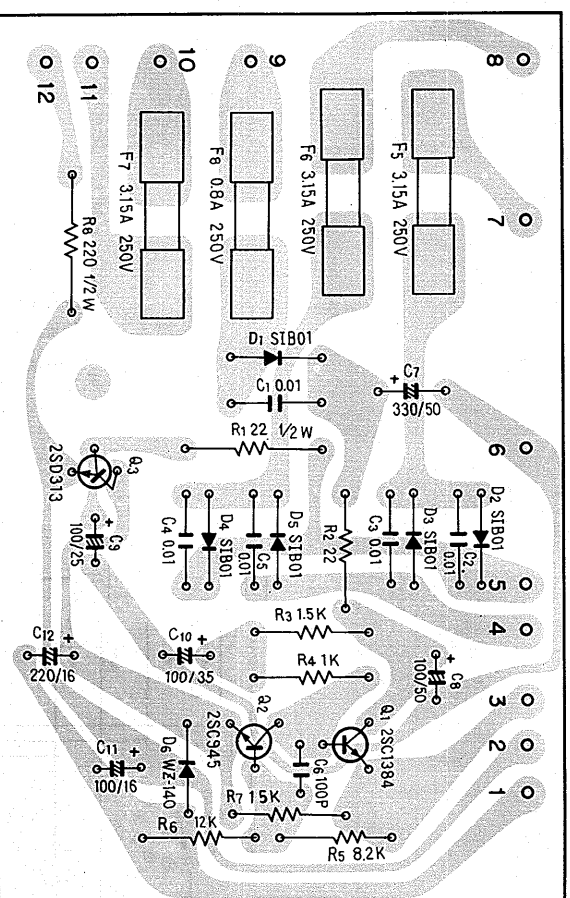 12
11
10
9
8
7
F7 3.15A 250V
F8 0.8A 250V
F6 3.15A 250V
F5 3.15A 250V
R8 220 1/2W
D1 SIB01
C1 0.01
+ C7
330/50
R1 22 1/2W
6
Q3
2SD313
+ C9
100/25
C4 0.01
D4 SIB01
C5 0.01
D5 SIB01
R2 22
C3 0.01
D3 SIB01
C2 0.01
D2 SIB01
5
4
R3 1.5K
C12 +
220/16
C10 +
100/35
R4 1K
+ C8
100/50
3
2
1
Q2
2SC945
Q1 2SC1384
C11 +
100/16
D6 WZ-140
C6 100P
R7 1.5K
R6 12K
R5 8.2K